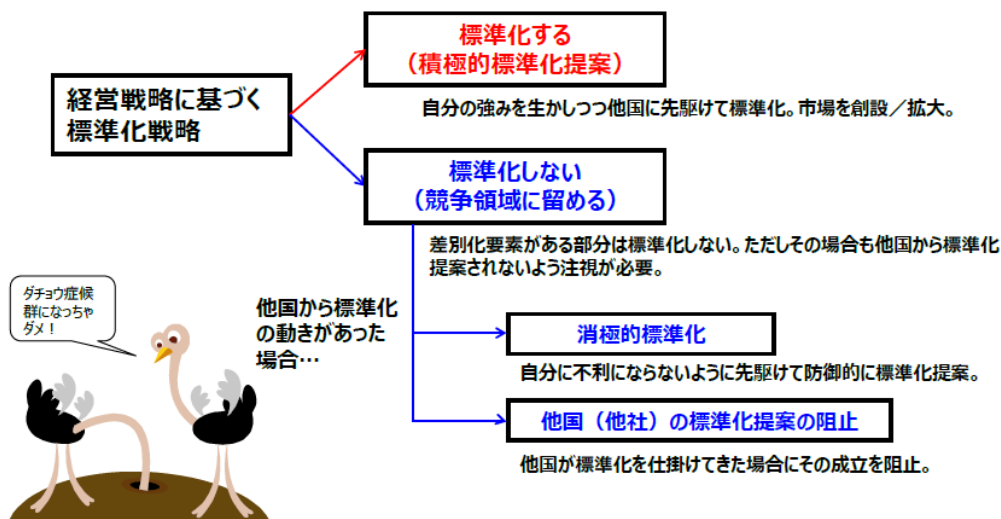 標準化する
（積極的標準化提案）
経営戦略に基づく
標準化戦略
自分の強みを生かしつつ他国に先駆けて標準化。市場を創設／拡大。
標準化しない
（競争領域に留める）
差別化要素がある部分は標準化しない。ただしその場合も他国から標準化
提案されないよう注視が必要。
ダチョウ症候
群になっちゃ
ダメ！
他国から標準化
の動きがあった
場合…
消極的標準化
自分に不利にならないように先駆けて防御的に標準化提案。
他国（他社）の標準化提案の阻止
他国が標準化を仕掛けてきた場合にその成立を阻止。